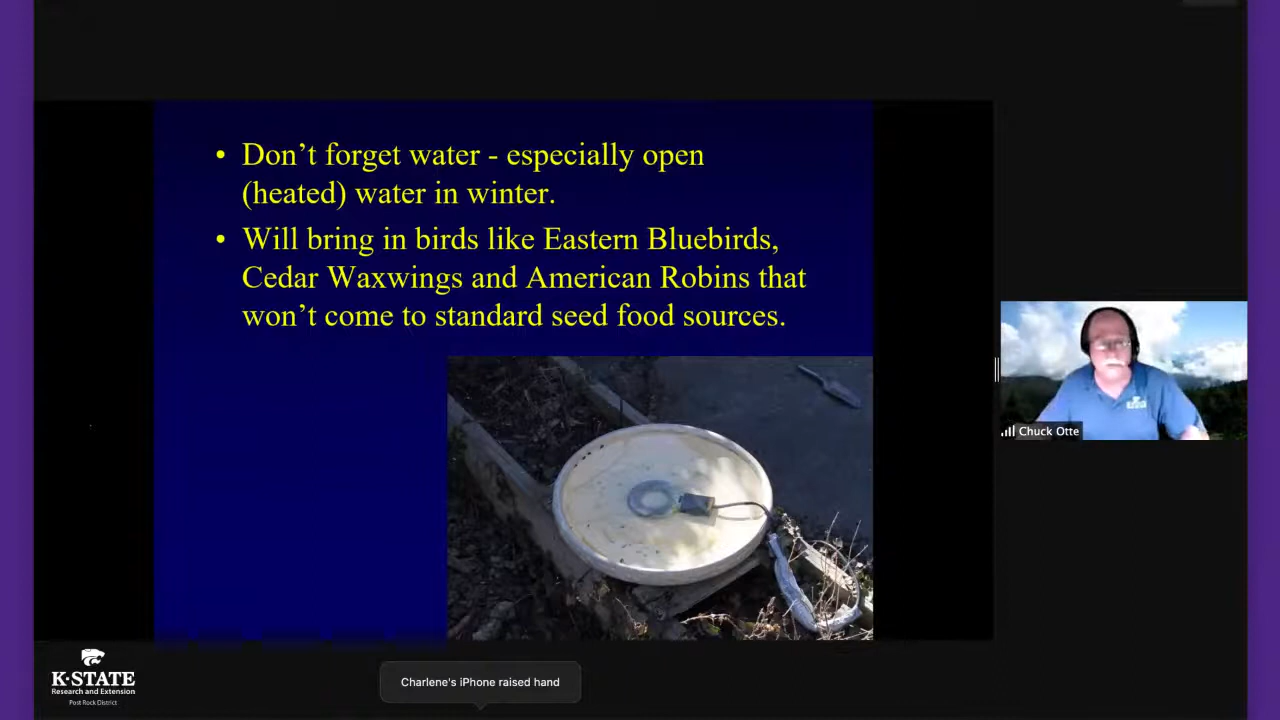 • Don’t forget water - especially open
(heated) water in winter.
• Will bring in birds like Eastern Bluebirds,
Cedar Waxwings and American Robins that
won’t come to standard seed food sources.
Chuck Otte
K-STATE
Research and Extension
Post Rock District
Charlene's iPhone raised hand